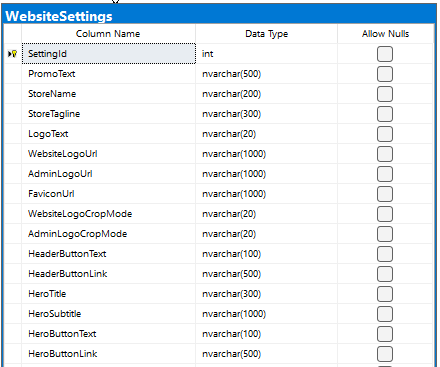 WebsiteSettings
Column Name Data Type Allow Nulls
SettingId int
PromoText nvarchar(500)
StoreName nvarchar(200)
StoreTagline nvarchar(300)
LogoText nvarchar(20)
WebsiteLogoUrl nvarchar(1000)
AdminLogoUrl nvarchar(1000)
FaviconUrl nvarchar(1000)
WebsiteLogoCropMode nvarchar(20)
AdminLogoCropMode nvarchar(20)
HeaderButtonText nvarchar(100)
HeaderButtonLink nvarchar(500)
HeroTitle nvarchar(300)
HeroSubtitle nvarchar(1000)
HeroButtonText nvarchar(100)
HeroButtonLink nvarchar(500)